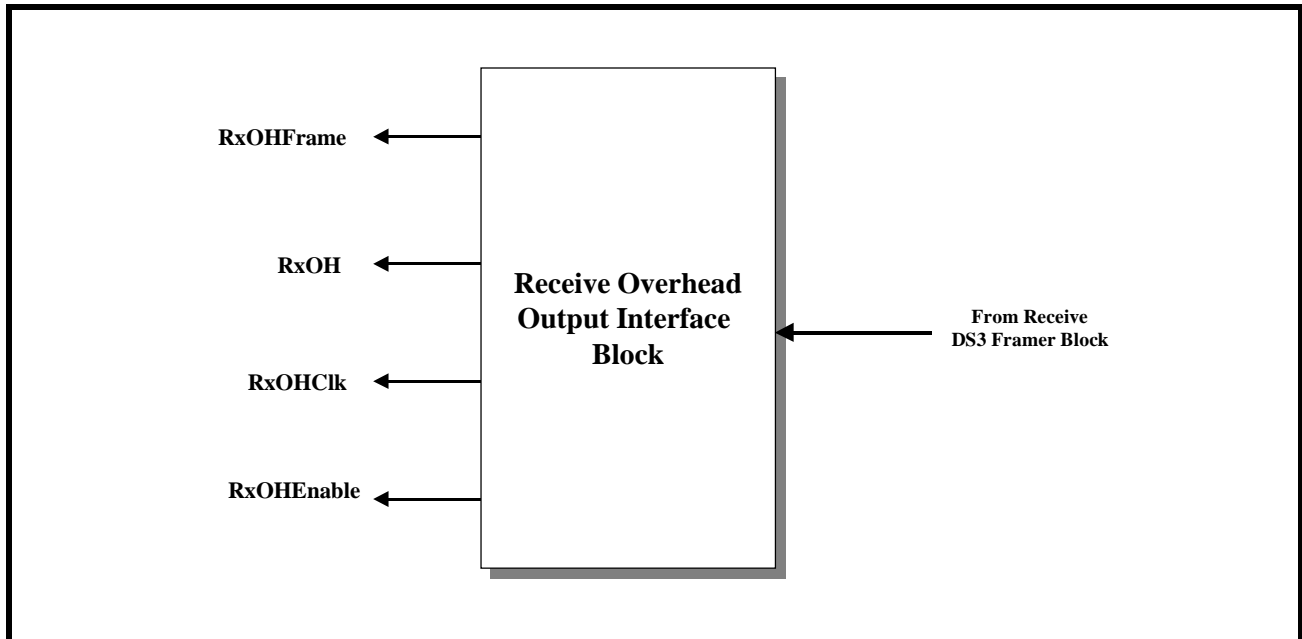 RxOHFrame
RxOH
RxOHClk
RxOHEnable
Receive Overhead
Output Interface
Block
From Receive
DS3 Framer Block